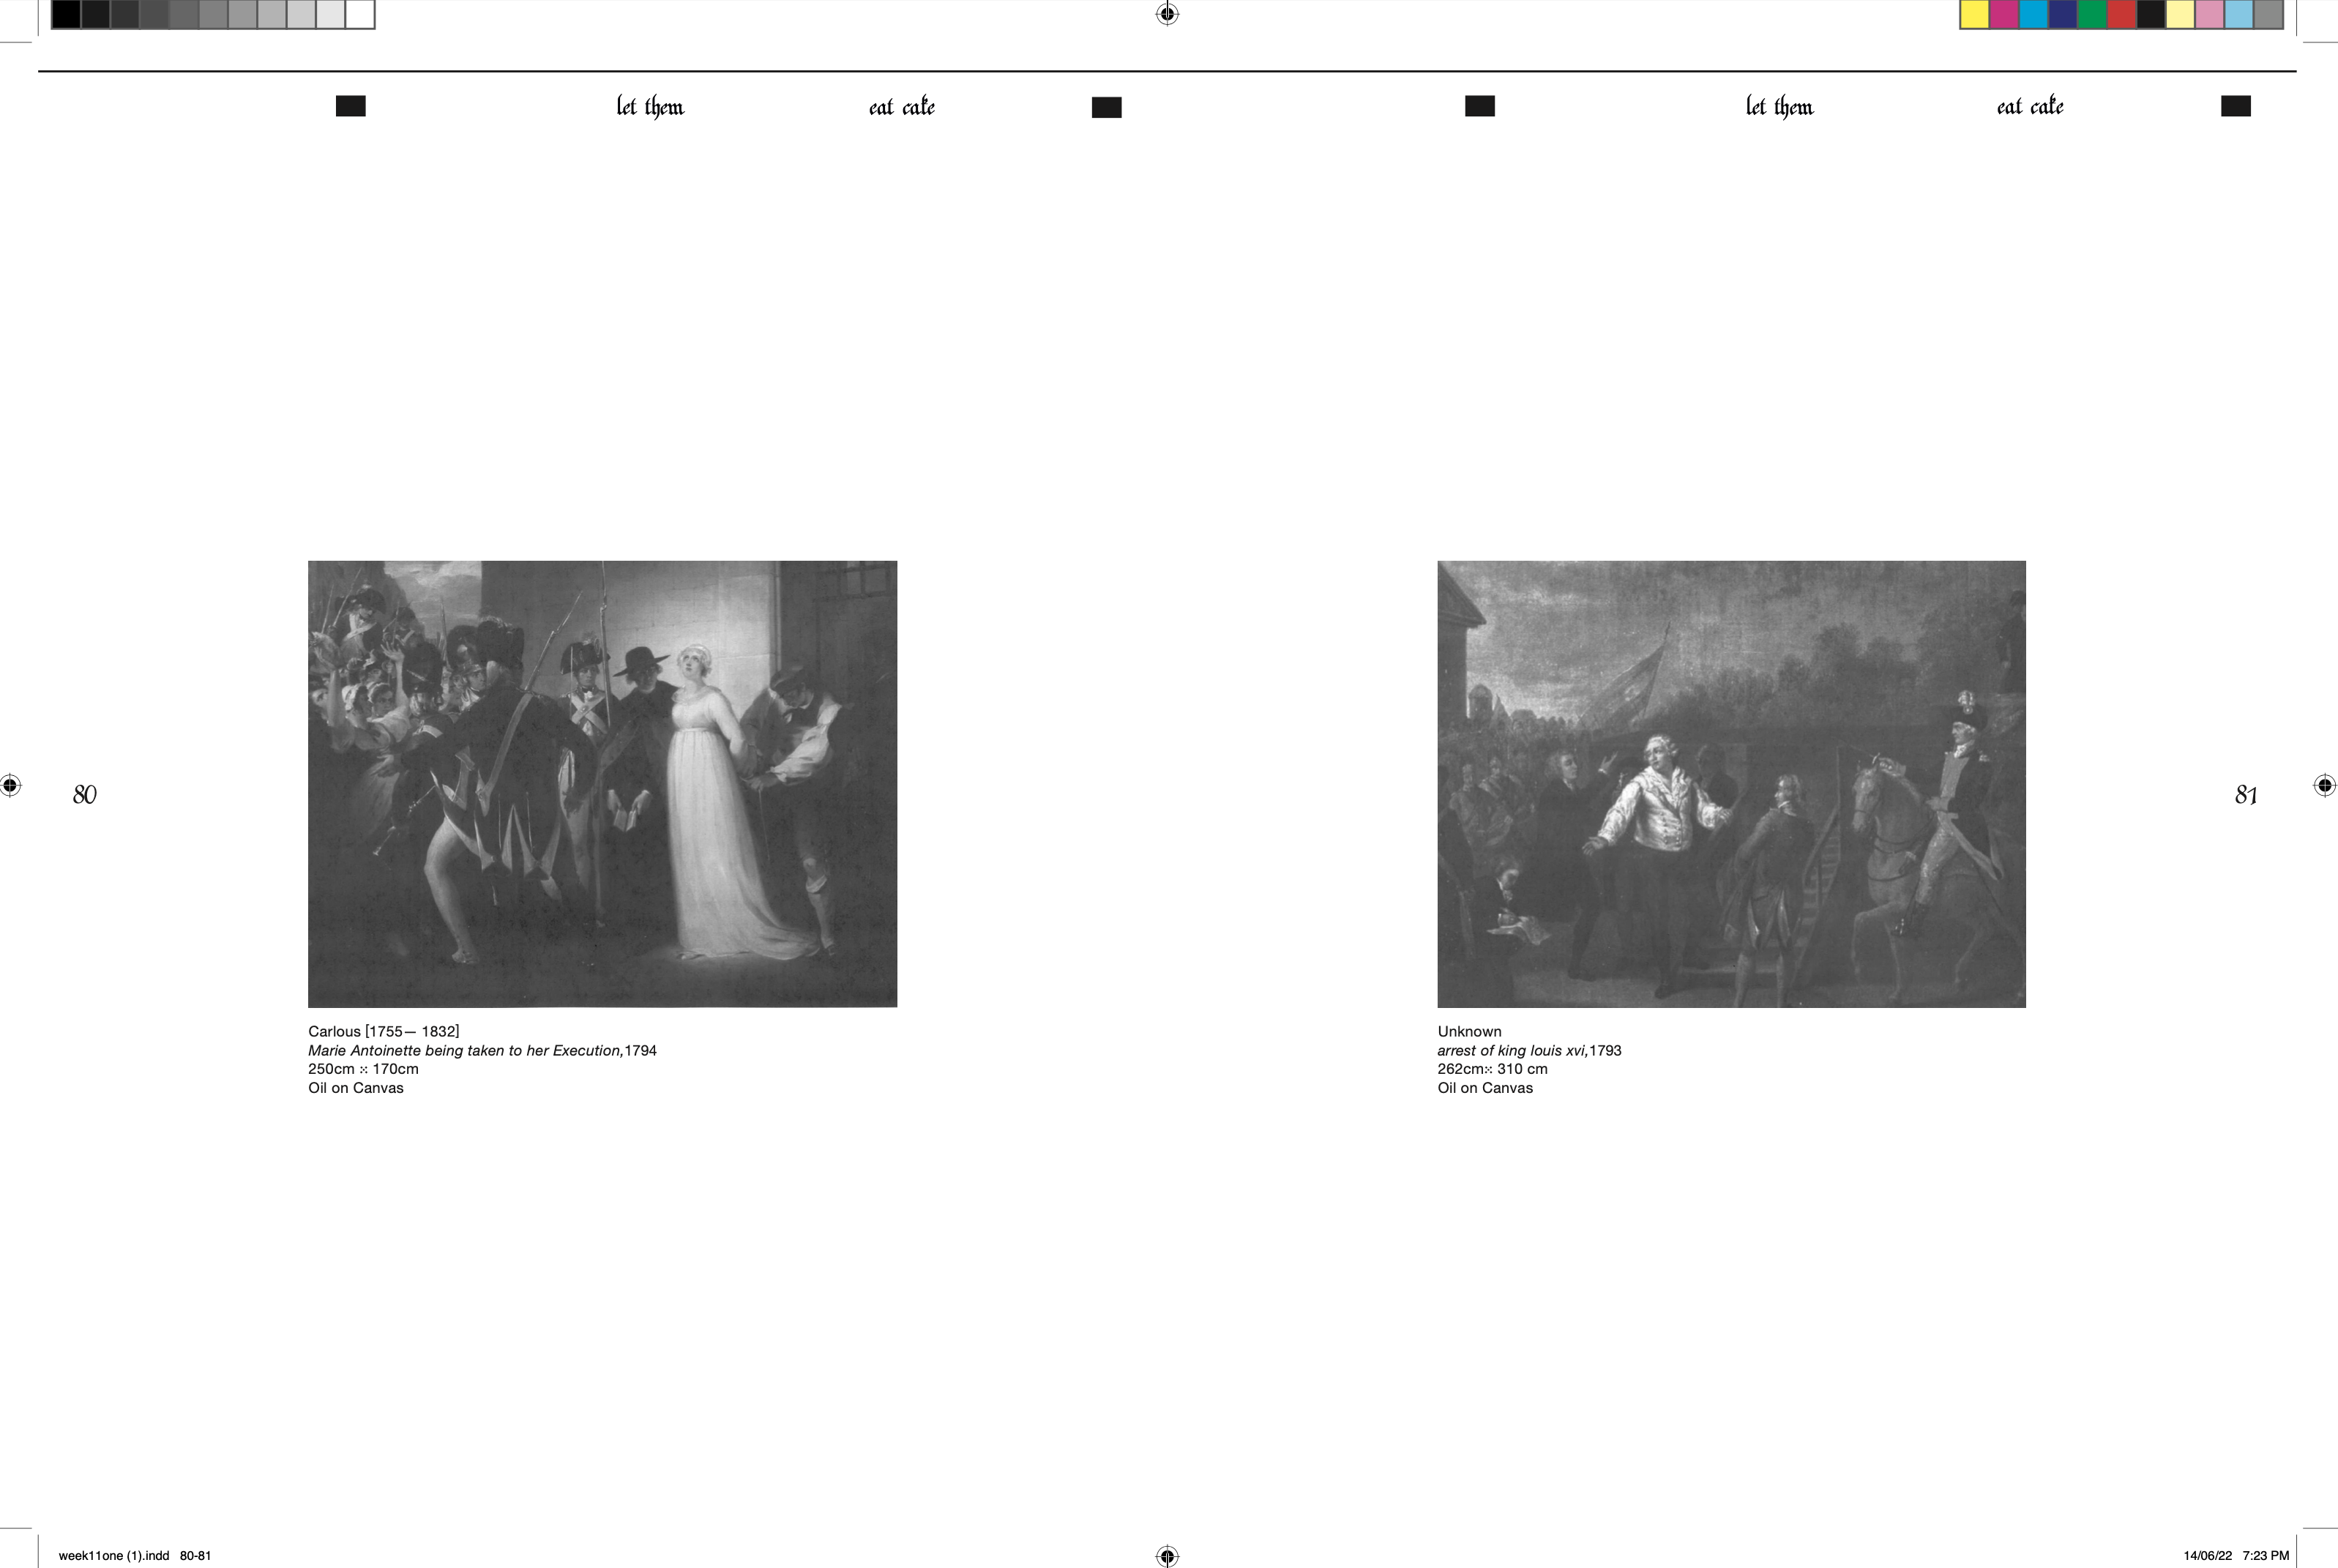 let them eat cake
let them eat cake
80
81
Carlous [1755— 1832]
Marie Antoinette being taken to her Execution,1794
250cm × 170cm
Oil on Canvas
Unknown
arrest of king louis xvi,1793
262cm× 310 cm
Oil on Canvas
week11one (1).indd 80-81
14/06/22 7:23 PM